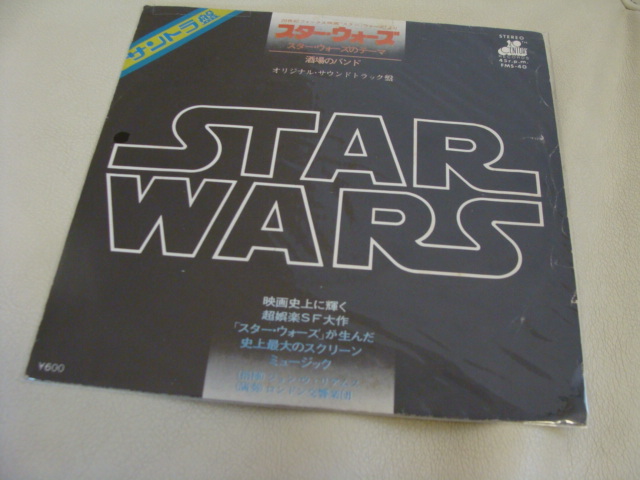 サントラ盤
スター・ウォーズ
スター・ウォーズのテーマ
酒場のバンド
オリジナル・サウンドトラック盤
STEREO
45r.p.m.
FMS-40
STAR
WARS
映画史上に輝く
超娯楽SF大作
「スター・ウォーズ」が生んだ
史上最大のスクリーン
ミュージック
¥600